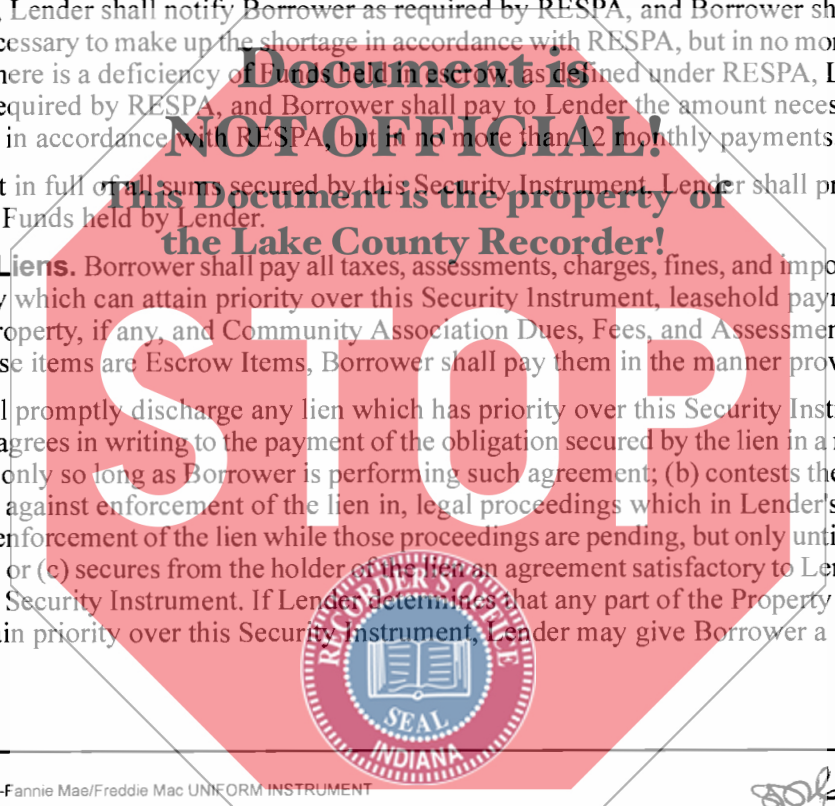 , Lender shall notify Borrower as required by RESPA, and Borrower sh
cessary to make up the shortage in accordance with RESPA, but in no mor
Document is
here is a deficiency of Funds held in escrow, as defined under RESPA, L
equired by RESPA, and Borrower shall pay to Lender the amount neces
NOT OFFICIAL!
in accordance with RESPA, but in no more than 12 monthly payments
This Document is the property of
t in full of all sums secured by this Security Instrument, Lender shall pr
Funds held by Lender.
the Lake County Recorder!
Liens. Borrower shall pay all taxes, assessments, charges, fines, and impo
y which can attain priority over this Security Instrument, leasehold payr
roperty, if any, and Community Association Dues, Fees, and Assessmen
se items are Escrow Items, Borrower shall pay them in the manner prov
STOP
l promptly discharge any lien which has priority over this Security Inst
agrees in writing to the payment of the obligation secured by the lien in a
only so long as Borrower is performing such agreement; (b) contests the
against enforcement of the lien in, legal proceedings which in Lender's
enforcement of the lien while those proceedings are pending, but only unti
or (c) secures from the holder of the lien an agreement satisfactory to Len
Security Instrument. If Lender determines that any part of the Property
in priority over this Security Instrument, Lender may give Borrower a
RECORDER'S OFFICE
SEAL
INDIANA
-Fannie Mae/Freddie Mac UNIFORM INSTRUMENT